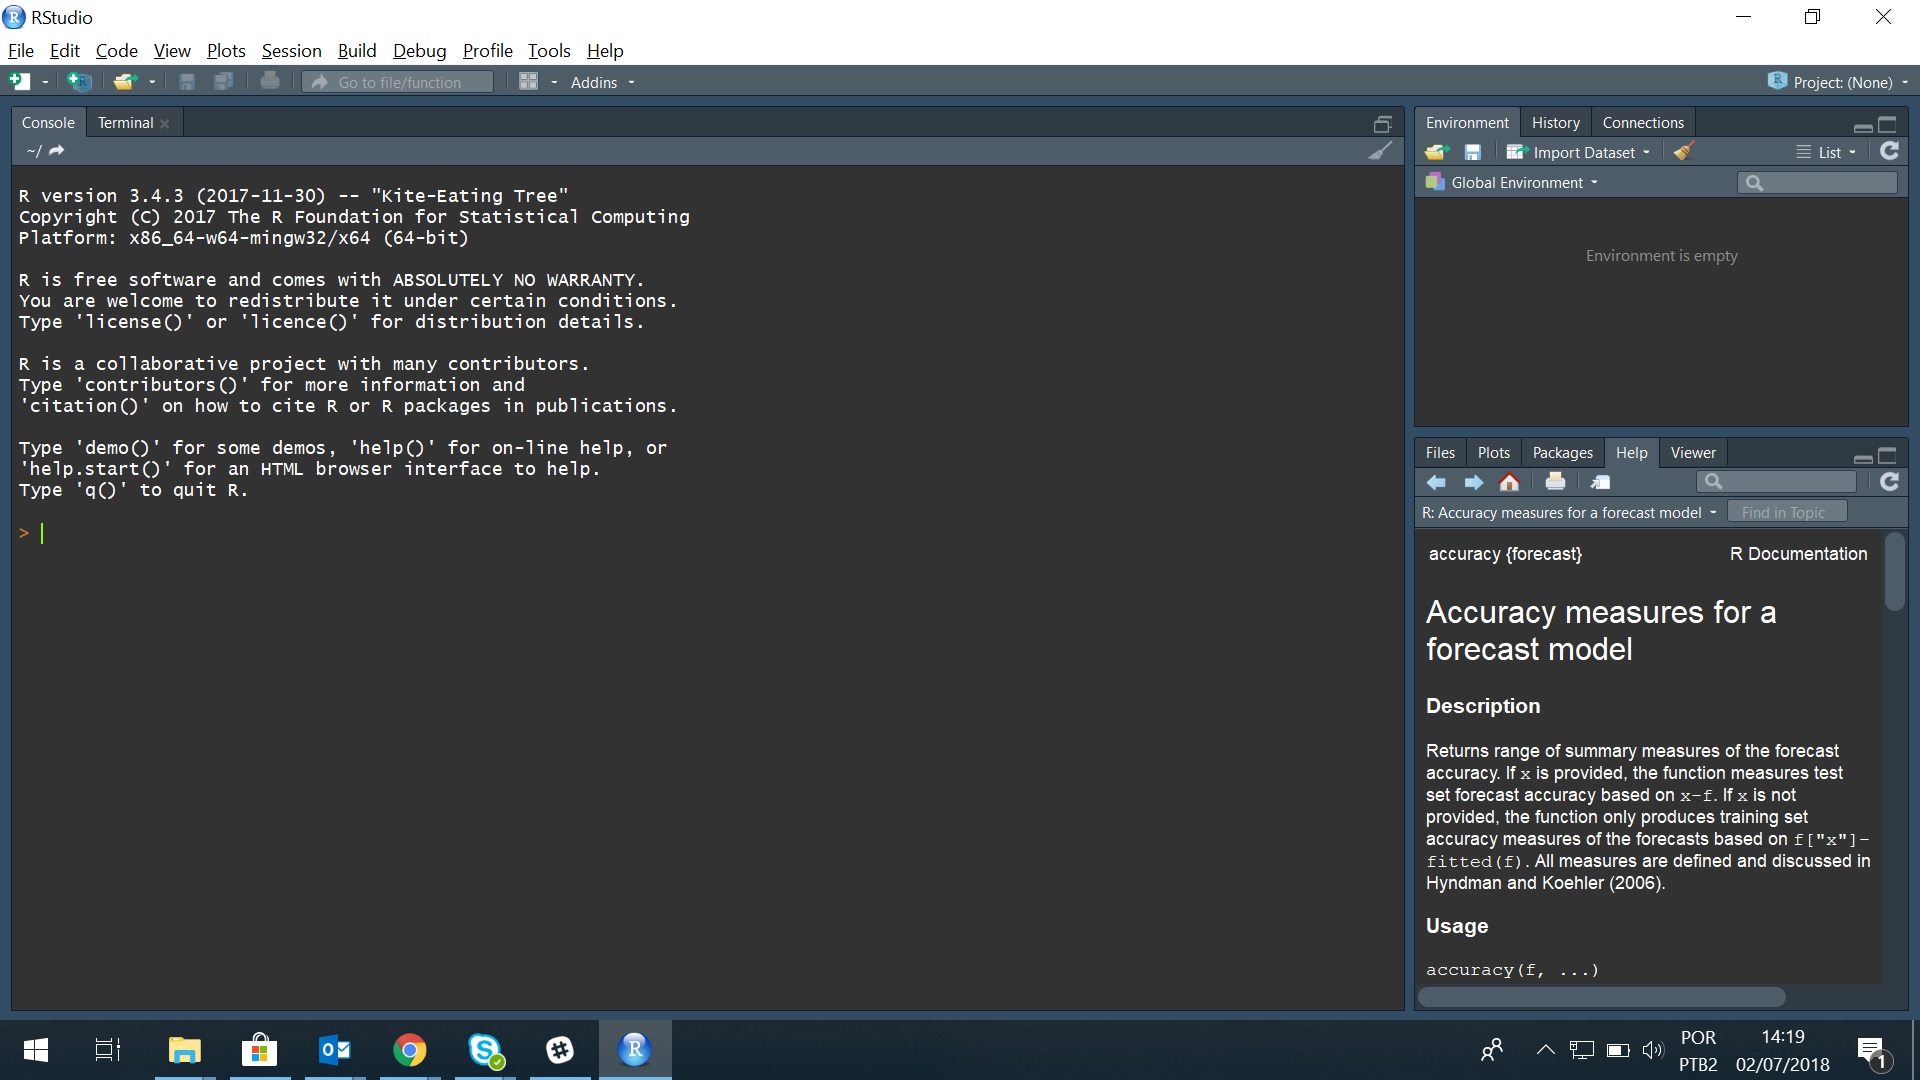 RStudio
File Edit Code View Plots Session Build Debug Profile Tools Help
Go to file/function Addins Project: (None)
Console Terminal
~/
R version 3.4.3 (2017-11-30) -- "Kite-Eating Tree"
Copyright (C) 2017 The R Foundation for Statistical Computing
Platform: x86_64-w64-mingw32/x64 (64-bit)
R is free software and comes with ABSOLUTELY NO WARRANTY.
You are welcome to redistribute it under certain conditions.
Type 'license()' or 'licence()' for distribution details.
R is a collaborative project with many contributors.
Type 'contributors()' for more information and
'citation()' on how to cite R or R packages in publications.
Type 'demo()' for some demos, 'help()' for on-line help, or
'help.start()' for an HTML browser interface to help.
Type 'q()' to quit R.
>
Environment History Connections
Import Dataset List
Global Environment
Environment is empty
Files Plots Packages Help Viewer
R: Accuracy measures for a forecast model Find in Topic
accuracy {forecast} R Documentation
Accuracy measures for a
forecast model
Description
Returns range of summary measures of the forecast
accuracy. If x is provided, the function measures test
set forecast accuracy based on x-f. If x is not
provided, the function only produces training set
accuracy measures of the forecasts based on f["x"]-
fitted(f). All measures are defined and discussed in
Hyndman and Koehler (2006).
Usage
accuracy(f, ...)
POR 14:19
PTB2 02/07/2018
1